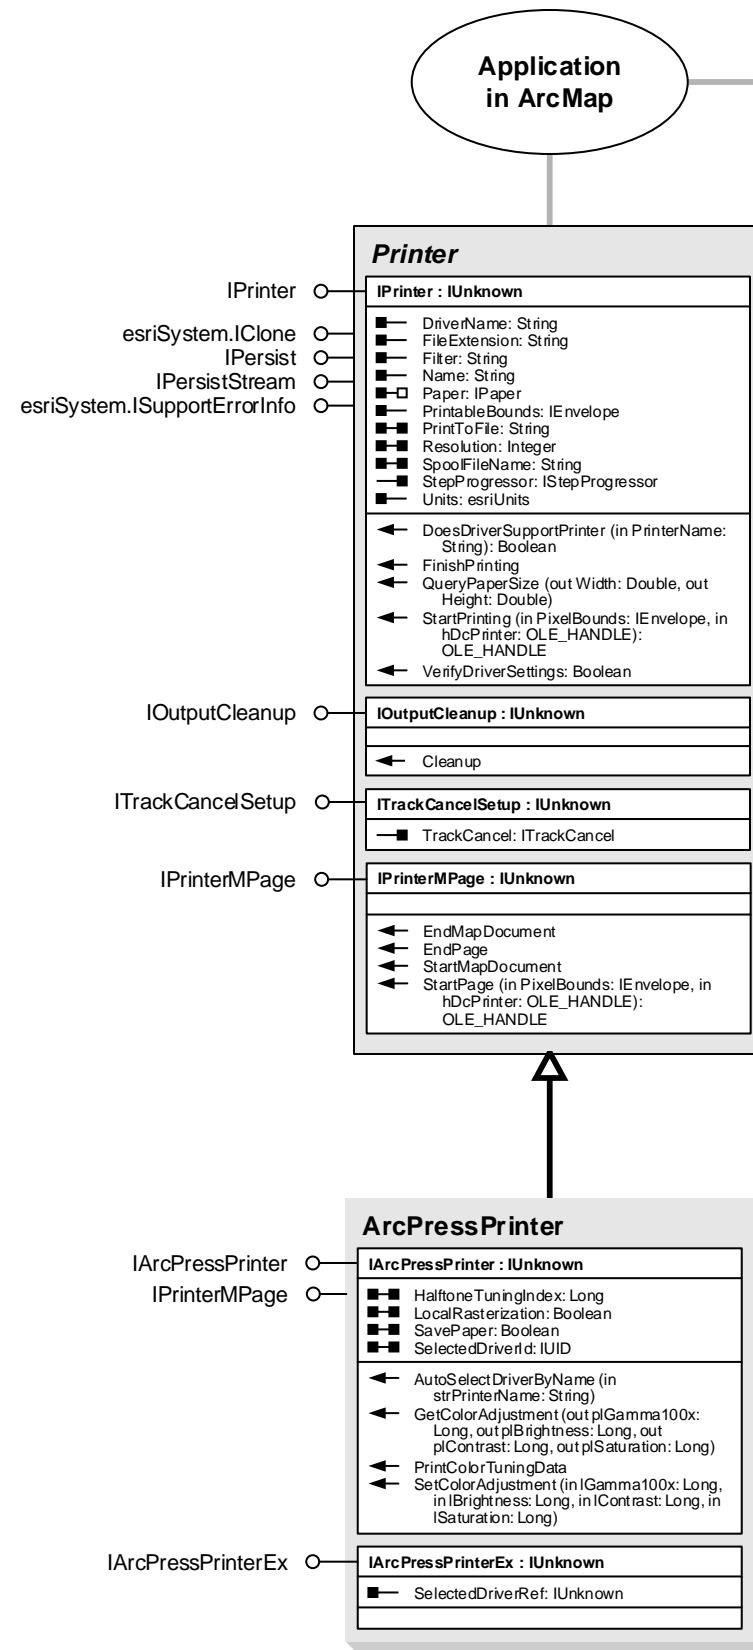 Application
in ArcMap
Printer
IPrinter
IPrinter : IUnknown
esriSystem.IClone
IPersist
IPersistStream
esriSystem.ISupportErrorInfo
DriverName: String
FileExtension: String
Filter: String
Name: String
Paper: IPaper
PrintableBounds: IEnvelope
PrintToFile: String
Resolution: Integer
SpoolFileName: String
StepProgressor: IStepProgressor
Units: esriUnits
DoesDriverSupportPrinter (in PrinterName:
String): Boolean
FinishPrinting
QueryPaperSize (out Width: Double, out
Height: Double)
StartPrinting (in PixelBounds: IEnvelope, in
hDcPrinter: OLE_HANDLE):
OLE_HANDLE
VerifyDriverSettings: Boolean
IOutputCleanup
IOutputCleanup : IUnknown
Cleanup
ITrackCancelSetup
ITrackCancelSetup : IUnknown
TrackCancel: ITrackCancel
IPrinterMPage
IPrinterMPage : IUnknown
EndMapDocument
EndPage
StartMapDocument
StartPage (in PixelBounds: IEnvelope, in
hDcPrinter: OLE_HANDLE):
OLE_HANDLE
ArcPressPrinter
IArcPressPrinter
IArcPressPrinter : IUnknown
IPrinterMPage
HalftoneTuningIndex: Long
LocalRasterization: Boolean
SavePaper: Boolean
SelectedDriverId: IUID
AutoSelectDriverByName (in
strPrinterName: String)
GetColorAdjustment (out plGamma100x:
Long, out plBrightness: Long, out
plContrast: Long, out plSaturation: Long)
PrintColorTuningData
SetColorAdjustment (in lGamma100x: Long,
in lBrightness: Long, in lContrast: Long, in
lSaturation: Long)
IArcPressPrinterEx
IArcPressPrinterEx : IUnknown
SelectedDriverRef: IUnknown